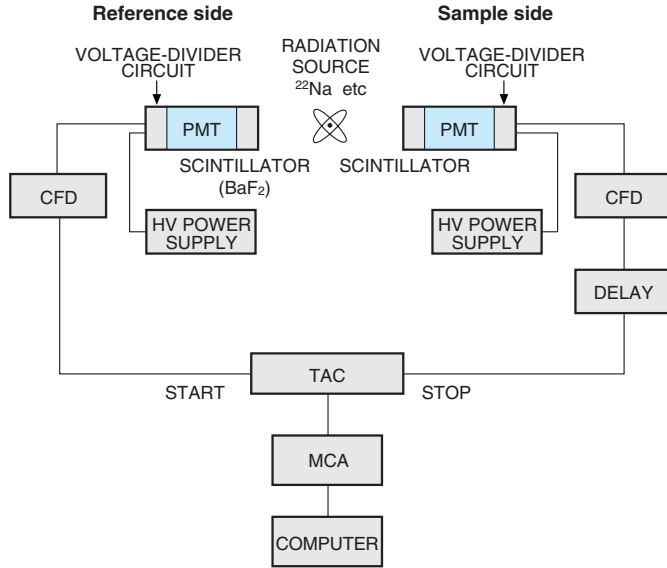 Reference side
Sample side
VOLTAGE-DIVIDER
CIRCUIT
RADIATION
SOURCE
²²Na etc
VOLTAGE-DIVIDER
CIRCUIT
PMT
PMT
SCINTILLATOR
(BaF₂)
SCINTILLATOR
CFD
CFD
HV POWER
SUPPLY
HV POWER
SUPPLY
DELAY
TAC
START
STOP
MCA
COMPUTER